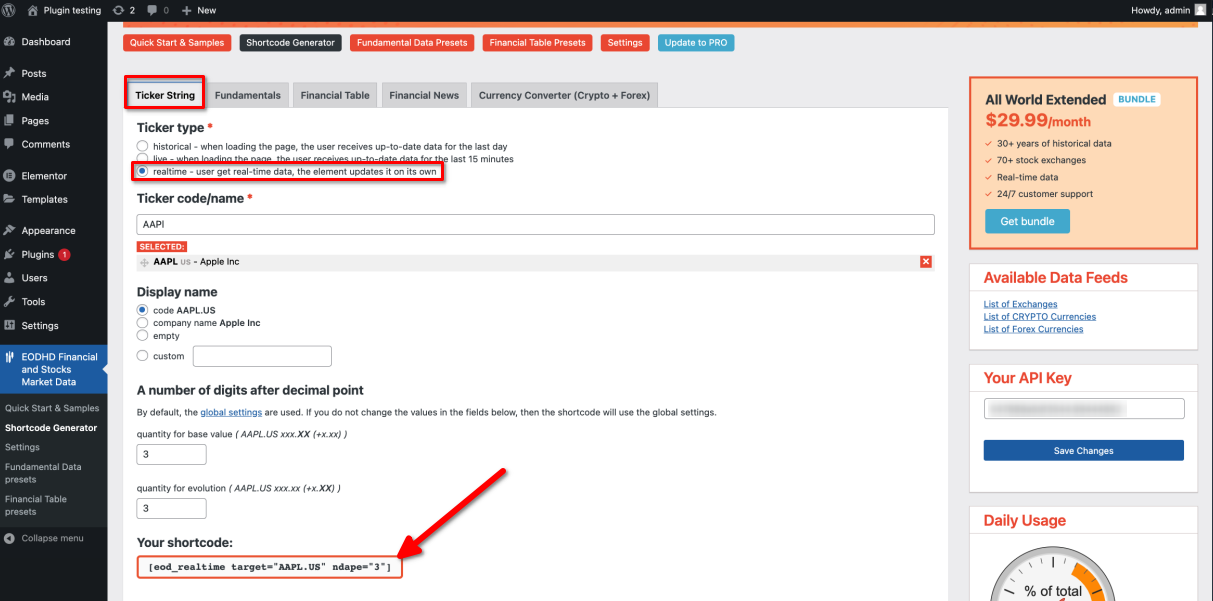 Plugin testing 2 0 New Howdy, admin
Dashboard
Posts
Media
Pages
Comments
Elementor
Templates
Appearance
Plugins 1
Users
Tools
Settings
EODHD Financial
and Stocks
Market Data
Quick Start & Samples
Shortcode Generator
Settings
Fundamental Data
presets
Financial Table
presets
Collapse menu
Quick Start & Samples Shortcode Generator Fundamental Data Presets Financial Table Presets Settings Update to PRO
Ticker String Fundamentals Financial Table Financial News Currency Converter (Crypto + Forex)
Ticker type *
historical - when loading the page, the user receives up-to-date data for the last day
live - when loading the page, the user receives up-to-date data for the last 15 minutes
realtime - user get real-time data, the element updates it on its own
Ticker code/name *
AAPl
SELECTED:
AAPL US - Apple Inc
Display name
code AAPL.US
company name Apple Inc
empty
custom
A number of digits after decimal point
By default, the global settings are used. If you do not change the values in the fields below, then the shortcode will use the global settings.
quantity for base value ( AAPL.US xxx.XX (+x.xx) )
3
quantity for evolution ( AAPL.US xxx.xx (+x.XX) )
3
Your shortcode:
[eod_realtime target="AAPL.US" ndape="3"]
All World Extended BUNDLE
$29.99/month
30+ years of historical data
70+ stock exchanges
Real-time data
24/7 customer support
Get bundle
Available Data Feeds
List of Exchanges
List of CRYPTO Currencies
List of Forex Currencies
Your API Key
Save Changes
Daily Usage
% of total